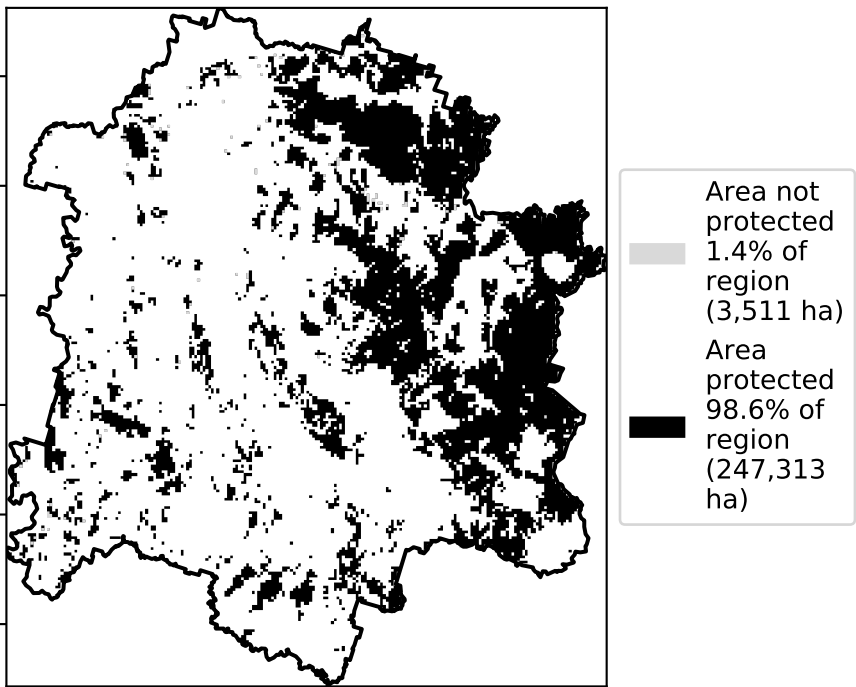 Area not
protected
1.4% of
region
(3,511 ha)
Area
protected
98.6% of
region
(247,313
ha)